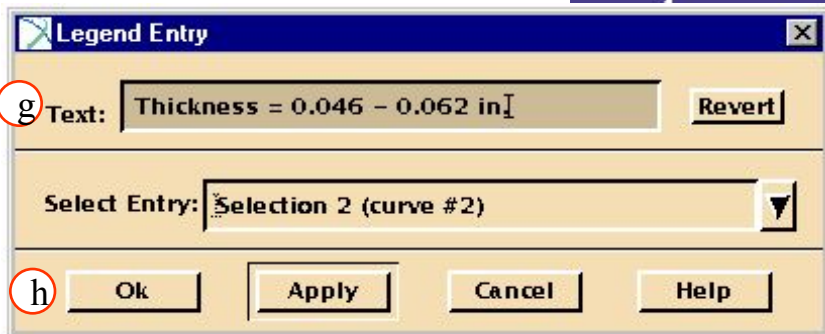 Legend Entry
g Text: Thickness = 0.046 – 0.062 in. Revert
Select Entry: Selection 2 (curve #2)
h Ok Apply Cancel Help